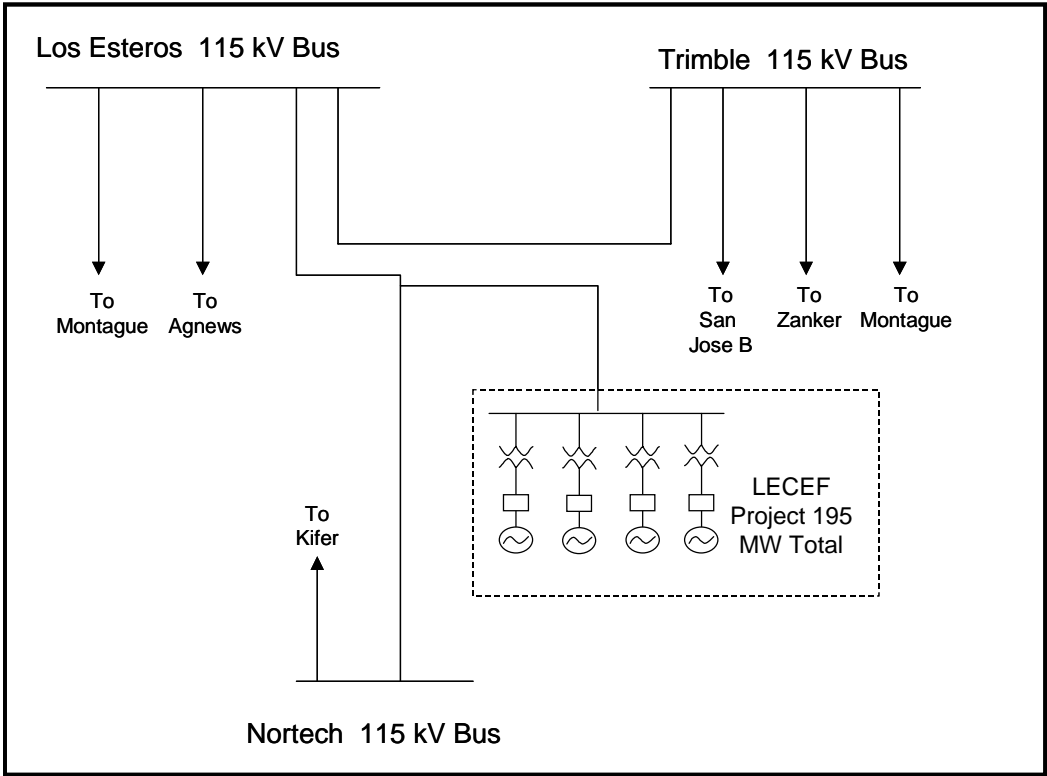 Los Esteros 115 kV Bus
Trimble 115 kV Bus
To
Montague
To
Agnews
To
San
Jose B
To
Zanker
To
Montague
LECEF
Project 195
MW Total
To
Kifer
Nortech 115 kV Bus